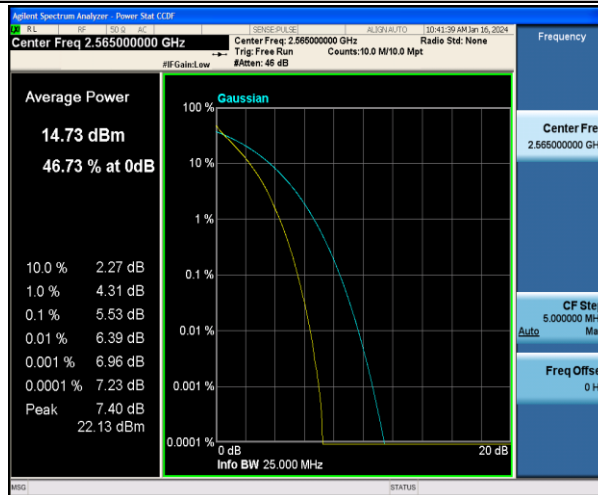 Agilent Spectrum Analyzer - Power Stat CCDF
RL RF 50 Ω AC SENSE:PULSE ALIGN AUTO 10:41:39 AM Jan 16, 2024
Center Freq 2.565000000 GHz
Center Freq: 2.565000000 GHz Radio Std: None
Trig: Free Run Counts:10.0 M/10.0 Mpt
#IFGain:Low #Atten: 46 dB
Frequency
Average Power
14.73 dBm
46.73 % at 0dB
10.0 % 2.27 dB
1.0 % 4.31 dB
0.1 % 5.53 dB
0.01 % 6.39 dB
0.001 % 6.96 dB
0.0001 % 7.23 dB
Peak 7.40 dB
22.13 dBm
Gaussian
100 %
10 %
1 %
0.1 %
0.01 %
0.001 %
0.0001 %
0 dB 20 dB
Info BW 25.000 MHz
Center Fre
2.565000000 GH
CF Ste
5.000000 MH
Auto Ma
Freq Offse
0 H
MSG STATUS